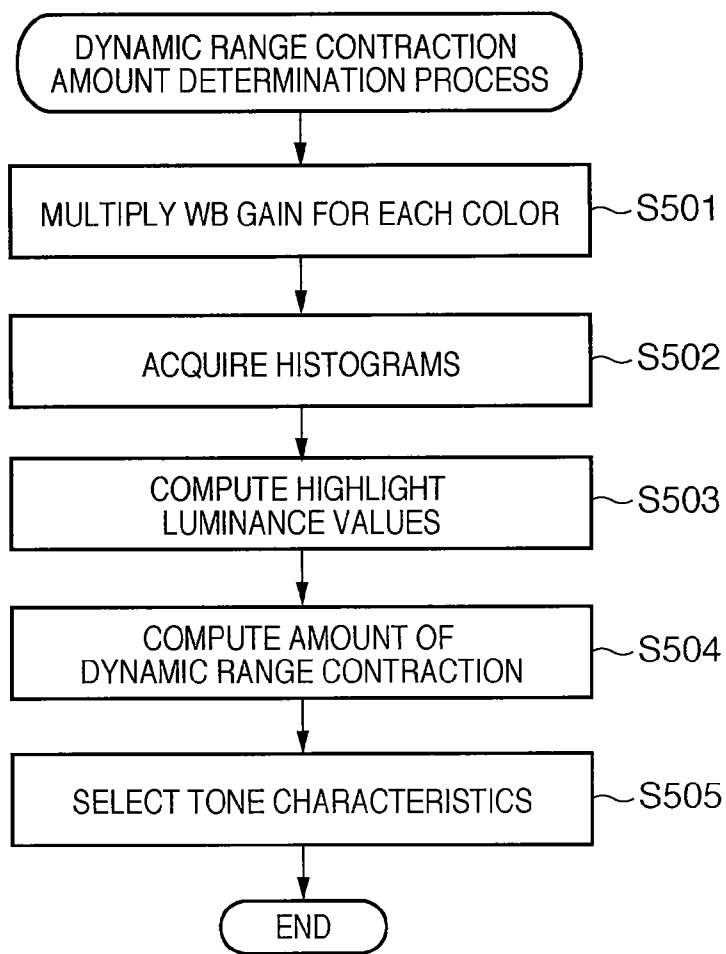 DYNAMIC RANGE CONTRACTION
AMOUNT DETERMINATION PROCESS
MULTIPLY WB GAIN FOR EACH COLOR
S501
ACQUIRE HISTOGRAMS
S502
COMPUTE HIGHLIGHT
LUMINANCE VALUES
S503
COMPUTE AMOUNT OF
DYNAMIC RANGE CONTRACTION
S504
SELECT TONE CHARACTERISTICS
S505
END